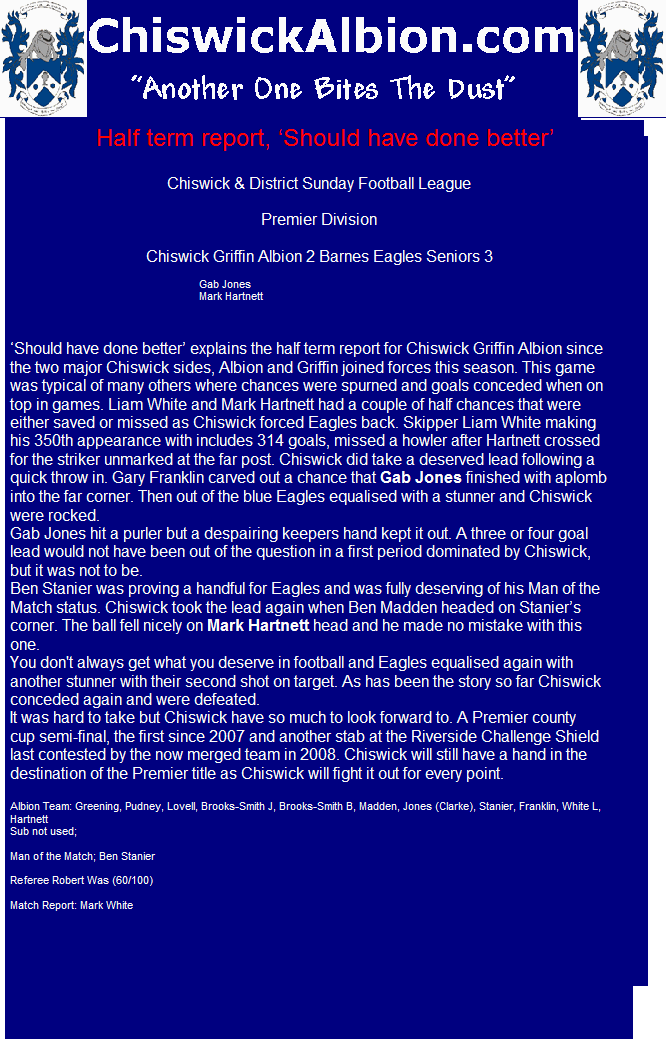 ChiswickAlbion.com
“Another One Bites The Dust”
Half term report, ‘Should have done better’
Chiswick & District Sunday Football League
Premier Division
Chiswick Griffin Albion 2 Barnes Eagles Seniors 3
Gab Jones
Mark Hartnett
‘Should have done better’ explains the half term report for Chiswick Griffin Albion since
the two major Chiswick sides, Albion and Griffin joined forces this season. This game
was typical of many others where chances were spurned and goals conceded when on
top in games. Liam White and Mark Hartnett had a couple of half chances that were
either saved or missed as Chiswick forced Eagles back. Skipper Liam White making
his 350th appearance with includes 314 goals, missed a howler after Hartnett crossed
for the striker unmarked at the far post. Chiswick did take a deserved lead following a
quick throw in. Gary Franklin carved out a chance that Gab Jones finished with aplomb
into the far corner. Then out of the blue Eagles equalised with a stunner and Chiswick
were rocked.
Gab Jones hit a purler but a despairing keepers hand kept it out. A three or four goal
lead would not have been out of the question in a first period dominated by Chiswick,
but it was not to be.
Ben Stanier was proving a handful for Eagles and was fully deserving of his Man of the
Match status. Chiswick took the lead again when Ben Madden headed on Stanier’s
corner. The ball fell nicely on Mark Hartnett head and he made no mistake with this
one.
You don't always get what you deserve in football and Eagles equalised again with
another stunner with their second shot on target. As has been the story so far Chiswick
conceded again and were defeated.
It was hard to take but Chiswick have so much to look forward to. A Premier county
cup semi-final, the first since 2007 and another stab at the Riverside Challenge Shield
last contested by the now merged team in 2008. Chiswick will still have a hand in the
destination of the Premier title as Chiswick will fight it out for every point.
Albion Team: Greening, Pudney, Lovell, Brooks-Smith J, Brooks-Smith B, Madden, Jones (Clarke), Stanier, Franklin, White L,
Hartnett
Sub not used;
Man of the Match; Ben Stanier
Referee Robert Was (60/100)
Match Report: Mark White